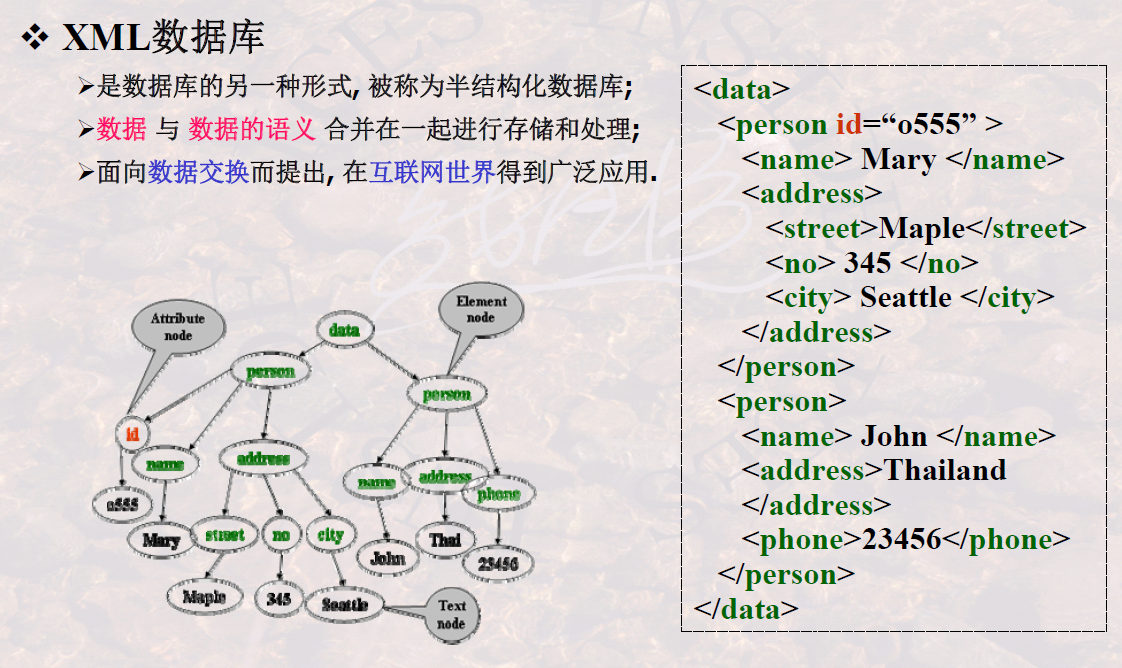 ❖ XML数据库
➢是数据库的另一种形式, 被称为半结构化数据库;
➢数据 与 数据的语义 合并在一起进行存储和处理;
➢面向数据交换而提出, 在互联网世界得到广泛应用.
<data>
<person id=“o555” >
<name> Mary </name>
<address>
<street>Maple</street>
<no> 345 </no>
<city> Seattle </city>
</address>
</person>
<person>
<name> John </name>
<address>Thailand
</address>
<phone>23456</phone>
</person>
</data>
Attribute
node
Element
node
data
person
person
id
name
address
name
address
phone
o555
Mary
street
no
city
John
Thai
23456
Maple
345
Seattle
Text
node